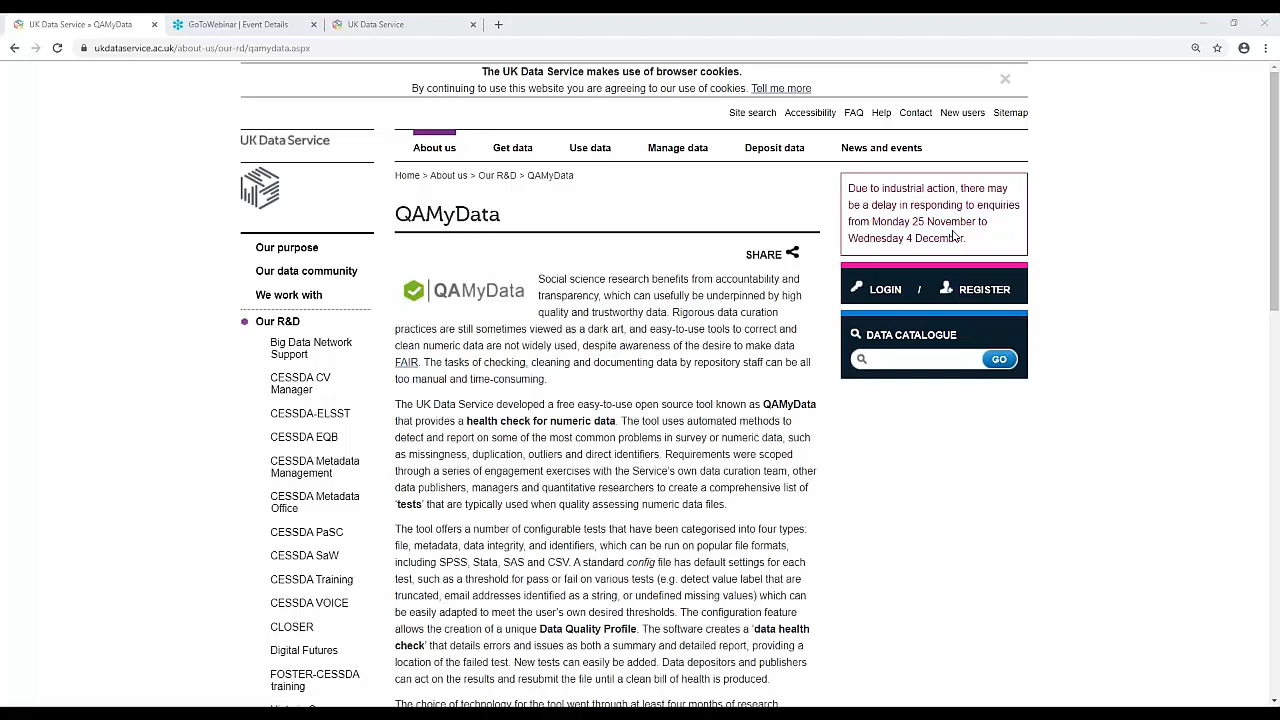 UK Data Service » QAMyData
GoToWebinar | Event Details
UK Data Service
ukdataservice.ac.uk/about-us/our-rd/qamydata.aspx
The UK Data Service makes use of browser cookies.
By continuing to use this website you are agreeing to our use of cookies. Tell me more
Site search Accessibility FAQ Help Contact New users Sitemap
UK Data Service
About us Get data Use data Manage data Deposit data News and events
Home > About us > Our R&D > QAMyData
QAMyData
SHARE
Our purpose
Our data community
We work with
Our R&D
Big Data Network
Support
CESSDA CV
Manager
CESSDA-ELSST
CESSDA EQB
CESSDA Metadata
Management
CESSDA Metadata
Office
CESSDA PaSC
CESSDA SaW
CESSDA Training
CESSDA VOICE
CLOSER
Digital Futures
FOSTER-CESSDA
training
QAMyData
Social science research benefits from accountability and
transparency, which can usefully be underpinned by high
quality and trustworthy data. Rigorous data curation
practices are still sometimes viewed as a dark art, and easy-to-use tools to correct and
clean numeric data are not widely used, despite awareness of the desire to make data
FAIR. The tasks of checking, cleaning and documenting data by repository staff can be all
too manual and time-consuming.
The UK Data Service developed a free easy-to-use open source tool known as QAMyData
that provides a health check for numeric data. The tool uses automated methods to
detect and report on some of the most common problems in survey or numeric data, such
as missingness, duplication, outliers and direct identifiers. Requirements were scoped
through a series of engagement exercises with the Service's own data curation team, other
data publishers, managers and quantitative researchers to create a comprehensive list of
'tests' that are typically used when quality assessing numeric data files.
The tool offers a number of configurable tests that have been categorised into four types:
file, metadata, data integrity, and identifiers, which can be run on popular file formats,
including SPSS, Stata, SAS and CSV. A standard config file has default settings for each
test, such as a threshold for pass or fail on various tests (e.g. detect value label that are
truncated, email addresses identified as a string, or undefined missing values) which can
be easily adapted to meet the user's own desired thresholds. The configuration feature
allows the creation of a unique Data Quality Profile. The software creates a 'data health
check' that details errors and issues as both a summary and detailed report, providing a
location of the failed test. New tests can easily be added. Data depositors and publishers
can act on the results and resubmit the file until a clean bill of health is produced.
The choice of technology for the tool went through at least four months of research
Due to industrial action, there may
be a delay in responding to enquiries
from Monday 25 November to
Wednesday 4 December.
LOGIN / REGISTER
DATA CATALOGUE
GO